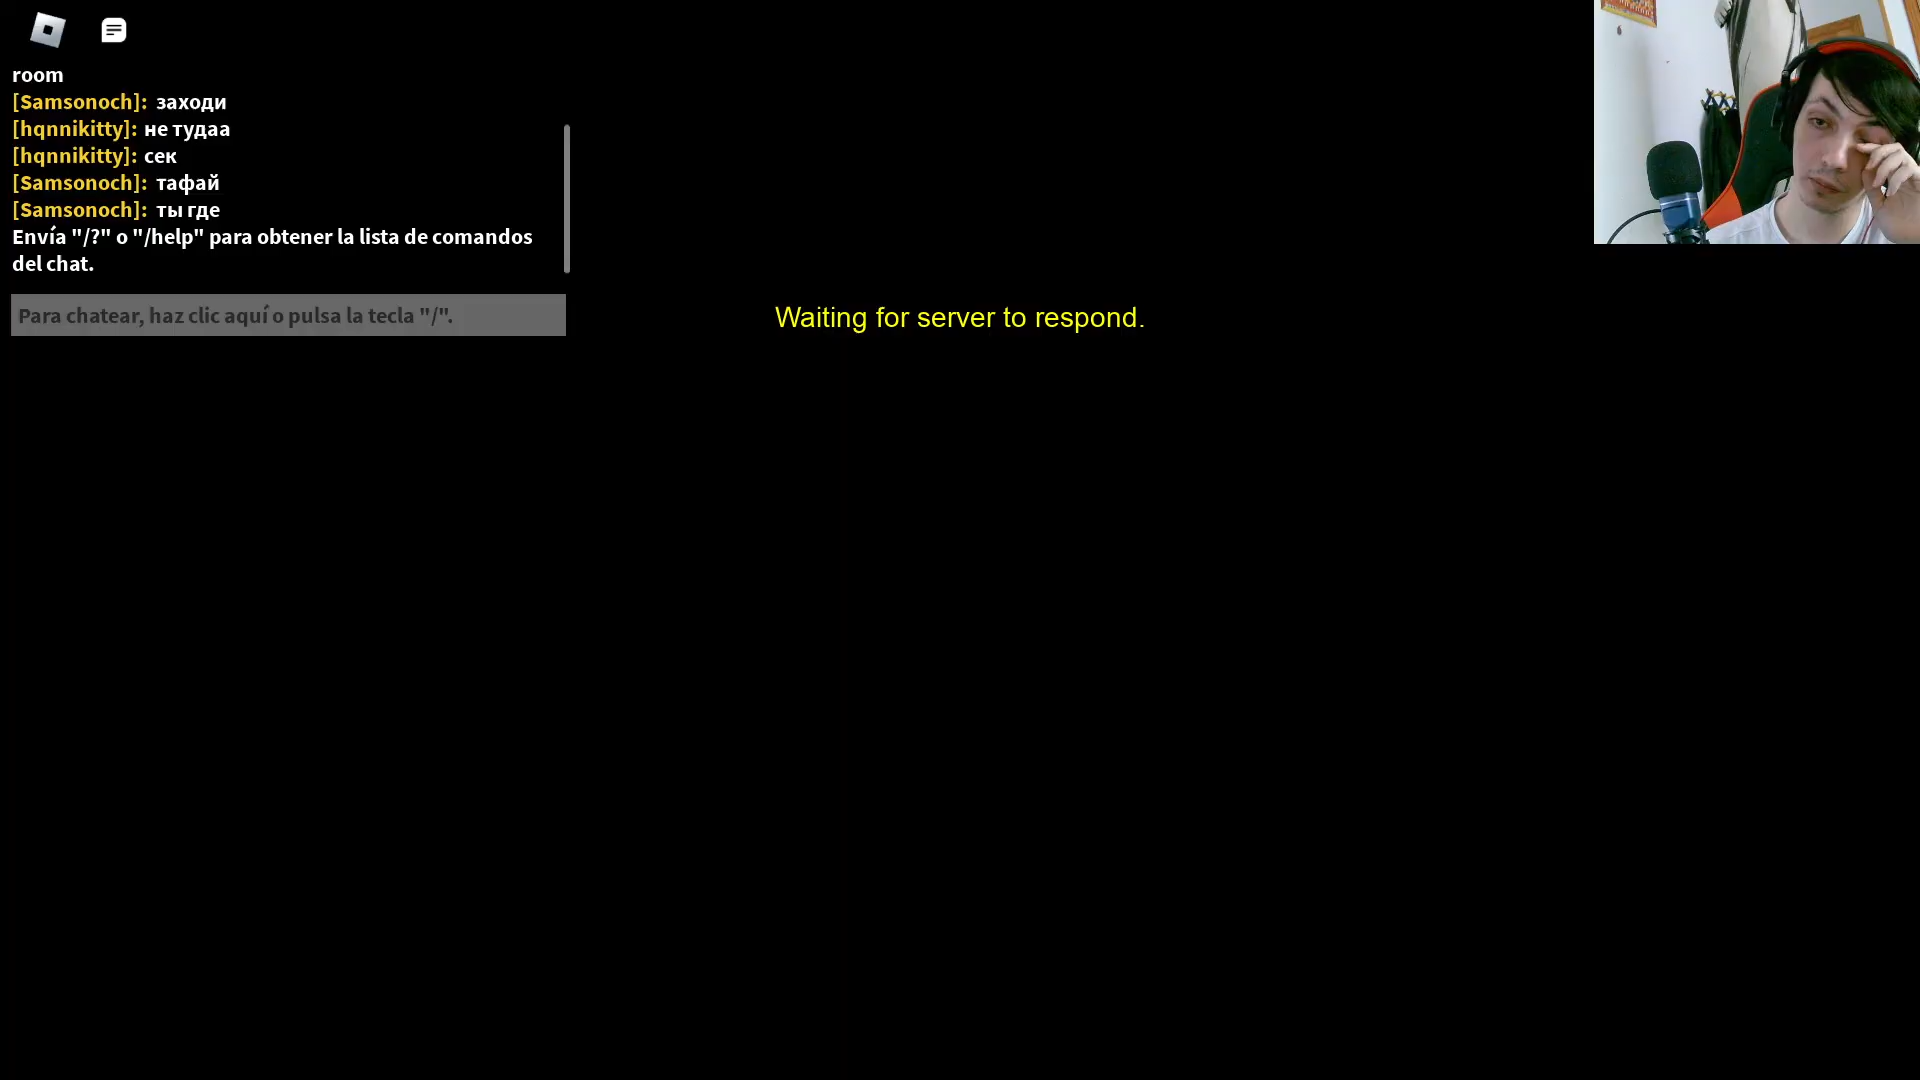 room
[Samsonoch]: заходи
[hqnnikitty]: не тудаа
[hqnnikitty]: сек
[Samsonoch]: тафай
[Samsonoch]: ты где
Envía "/?" o "/help" para obtener la lista de comandos
del chat.
Para chatear, haz clic aquí o pulsa la tecla "/".
Waiting for server to respond.